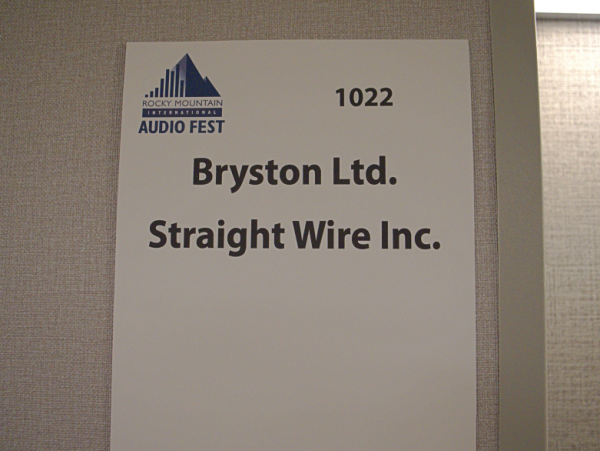 ROCKY MOUNTAIN
INTERNATIONAL
AUDIO FEST
1022
Bryston Ltd.
Straight Wire Inc.